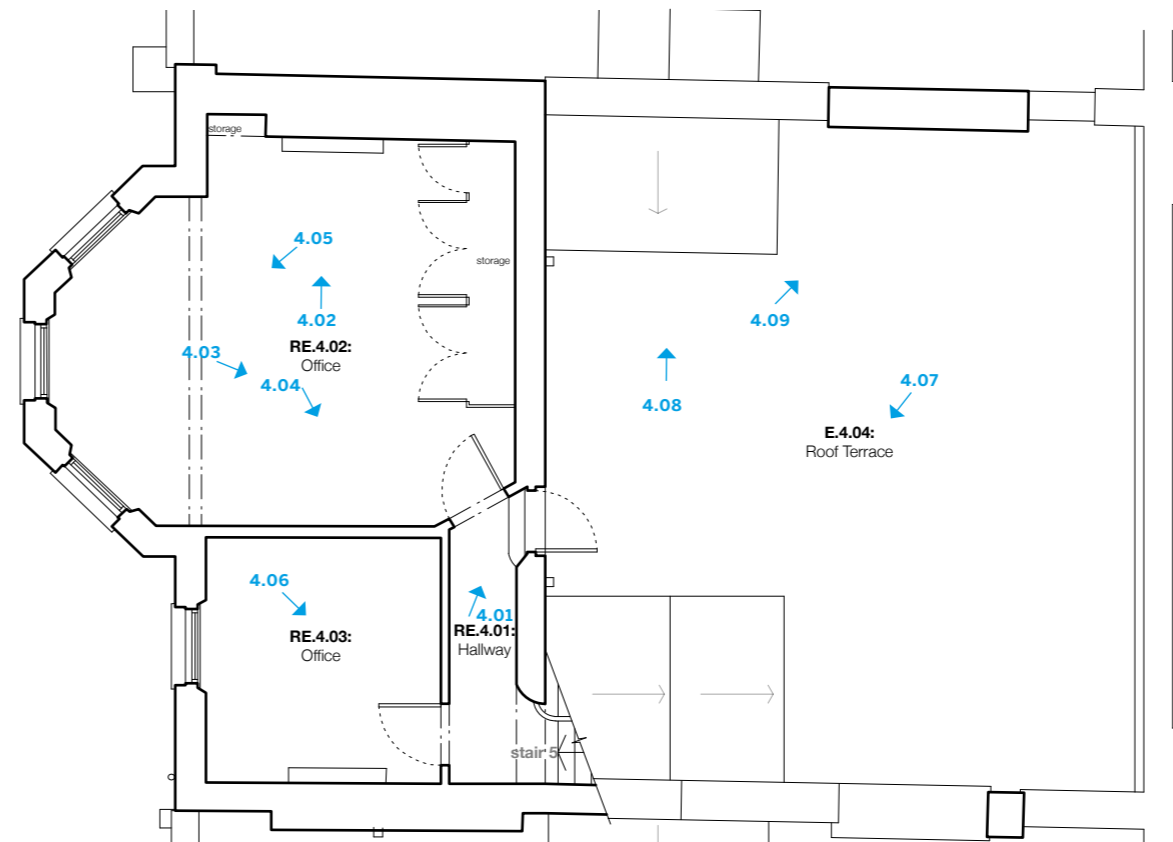 storage
4.05
storage
4.02
4.09
RE.4.02:
Office
4.03
4.04
4.07
4.08
E.4.04:
Roof Terrace
4.06
4.01
RE.4.03:
Office
RE.4.01:
Hallway
stair 5